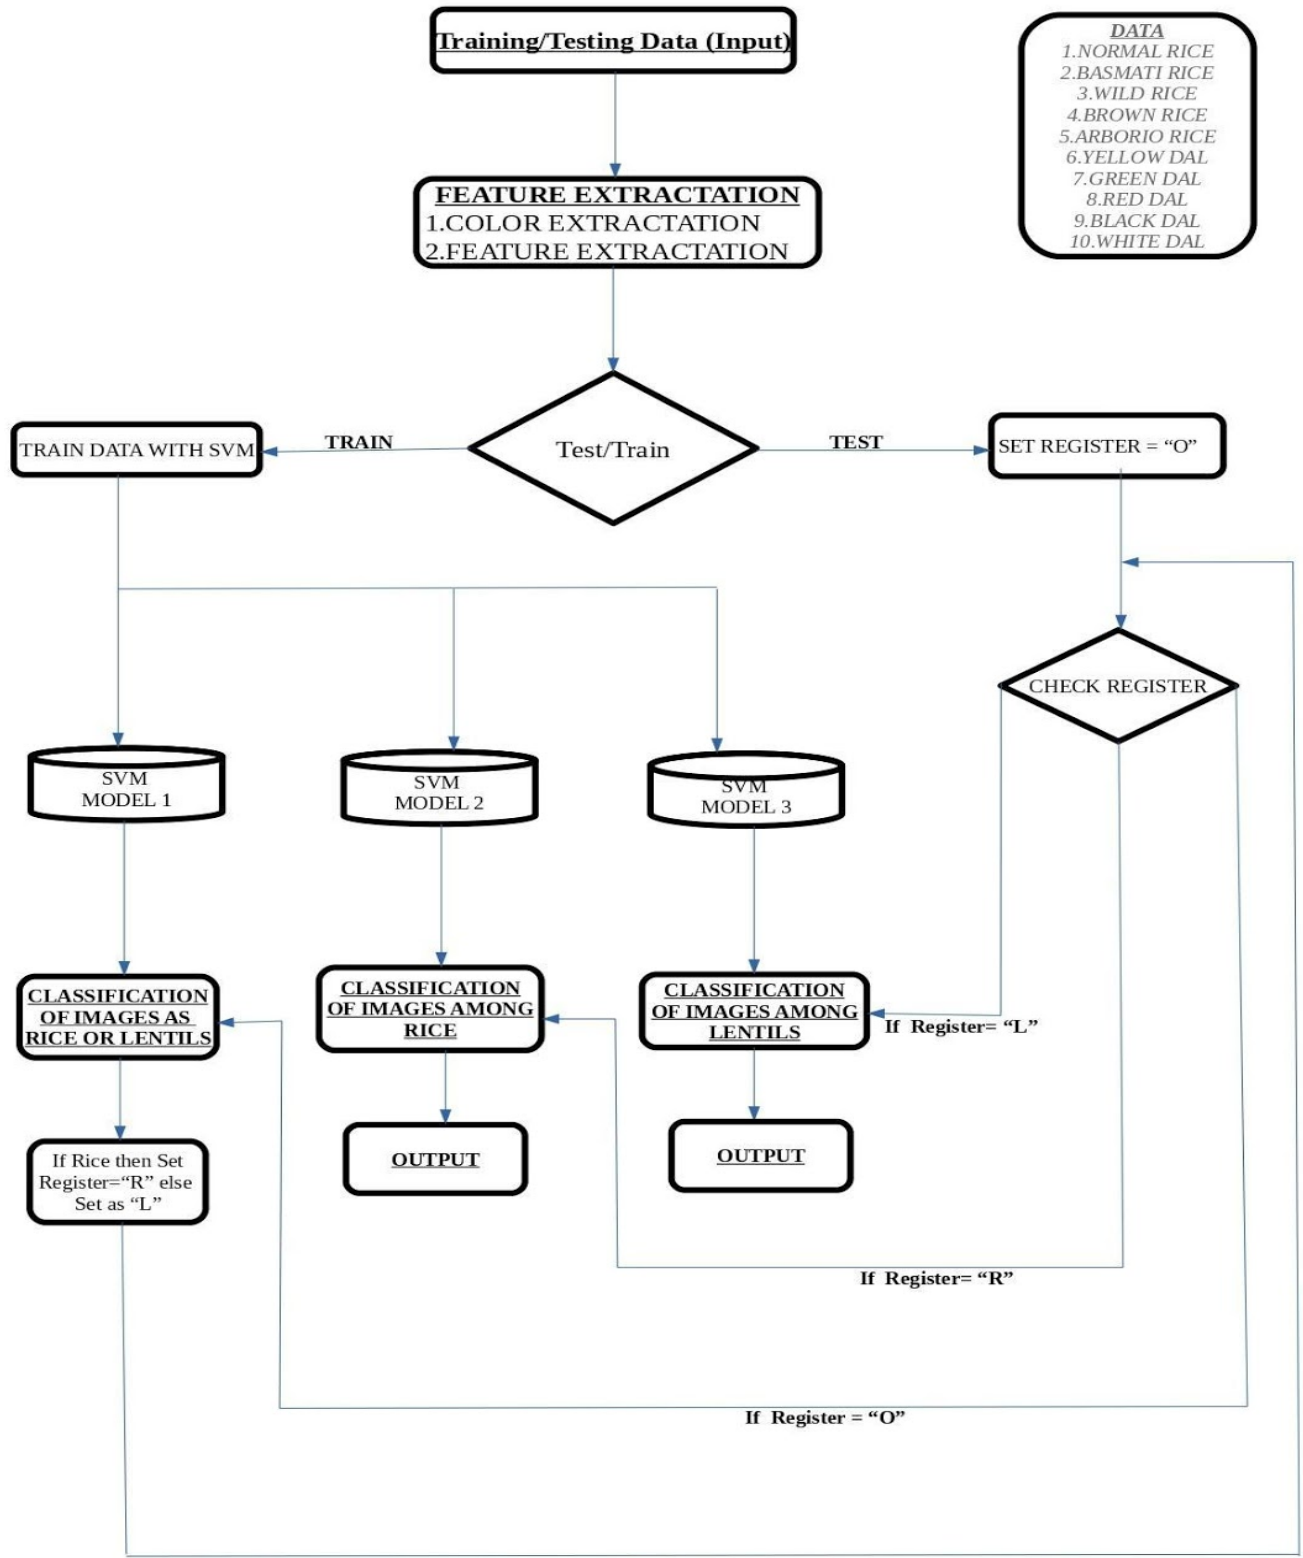 Training/Testing Data (Input)
DATA
1.NORMAL RICE
2.BASMATI RICE
3.WILD RICE
4.BROWN RICE
5.ARBORIO RICE
6.YELLOW DAL
7.GREEN DAL
8.RED DAL
9.BLACK DAL
10.WHITE DAL
FEATURE EXTRACTATION
1.COLOR EXTRACTATION
2.FEATURE EXTRACTATION
TRAIN DATA WITH SVM
TRAIN
Test/Train
TEST
SET REGISTER = “O”
CHECK REGISTER
SVM
MODEL 1
SVM
MODEL 2
SVM
MODEL 3
CLASSIFICATION
OF IMAGES AS
RICE OR LENTILS
CLASSIFICATION
OF IMAGES AMONG
RICE
CLASSIFICATION
OF IMAGES AMONG
LENTILS
If Register= “L”
If Rice then Set
Register=“R” else
Set as “L”
OUTPUT
OUTPUT
If Register= “R”
If Register = “O”